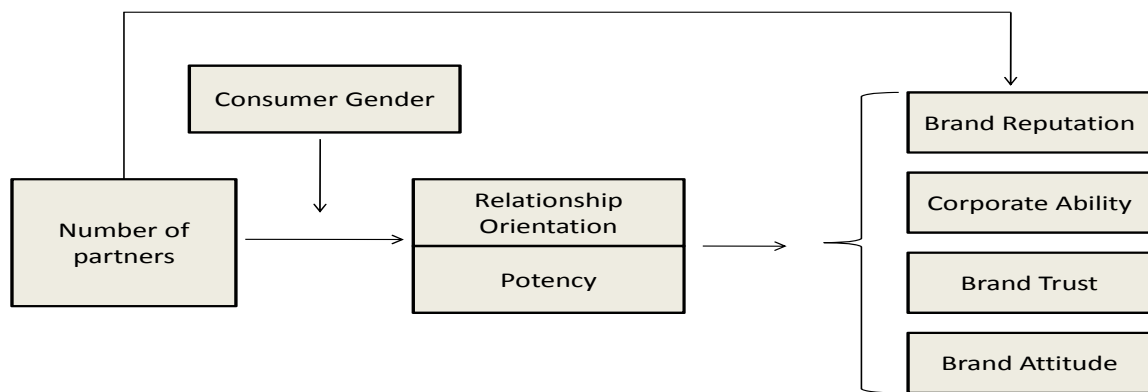 Consumer Gender
Brand Reputation
Number of
partners
Relationship
Orientation
Potency
Corporate Ability
Brand Trust
Brand Attitude